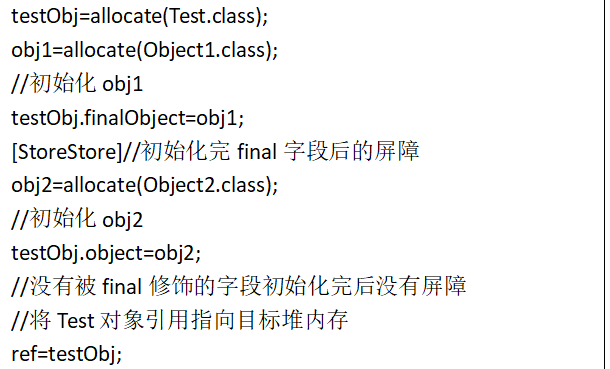 testObj=allocate(Test.class);
obj1=allocate(Object1.class);
//初始化 obj1
testObj.finalObject=obj1;
[StoreStore]//初始化完 final 字段后的屏障
obj2=allocate(Object2.class);
//初始化 obj2
testObj.object=obj2;
//没有被 final 修饰的字段初始化完后没有屏障
//将 Test 对象引用指向目标堆内存
ref=testObj;